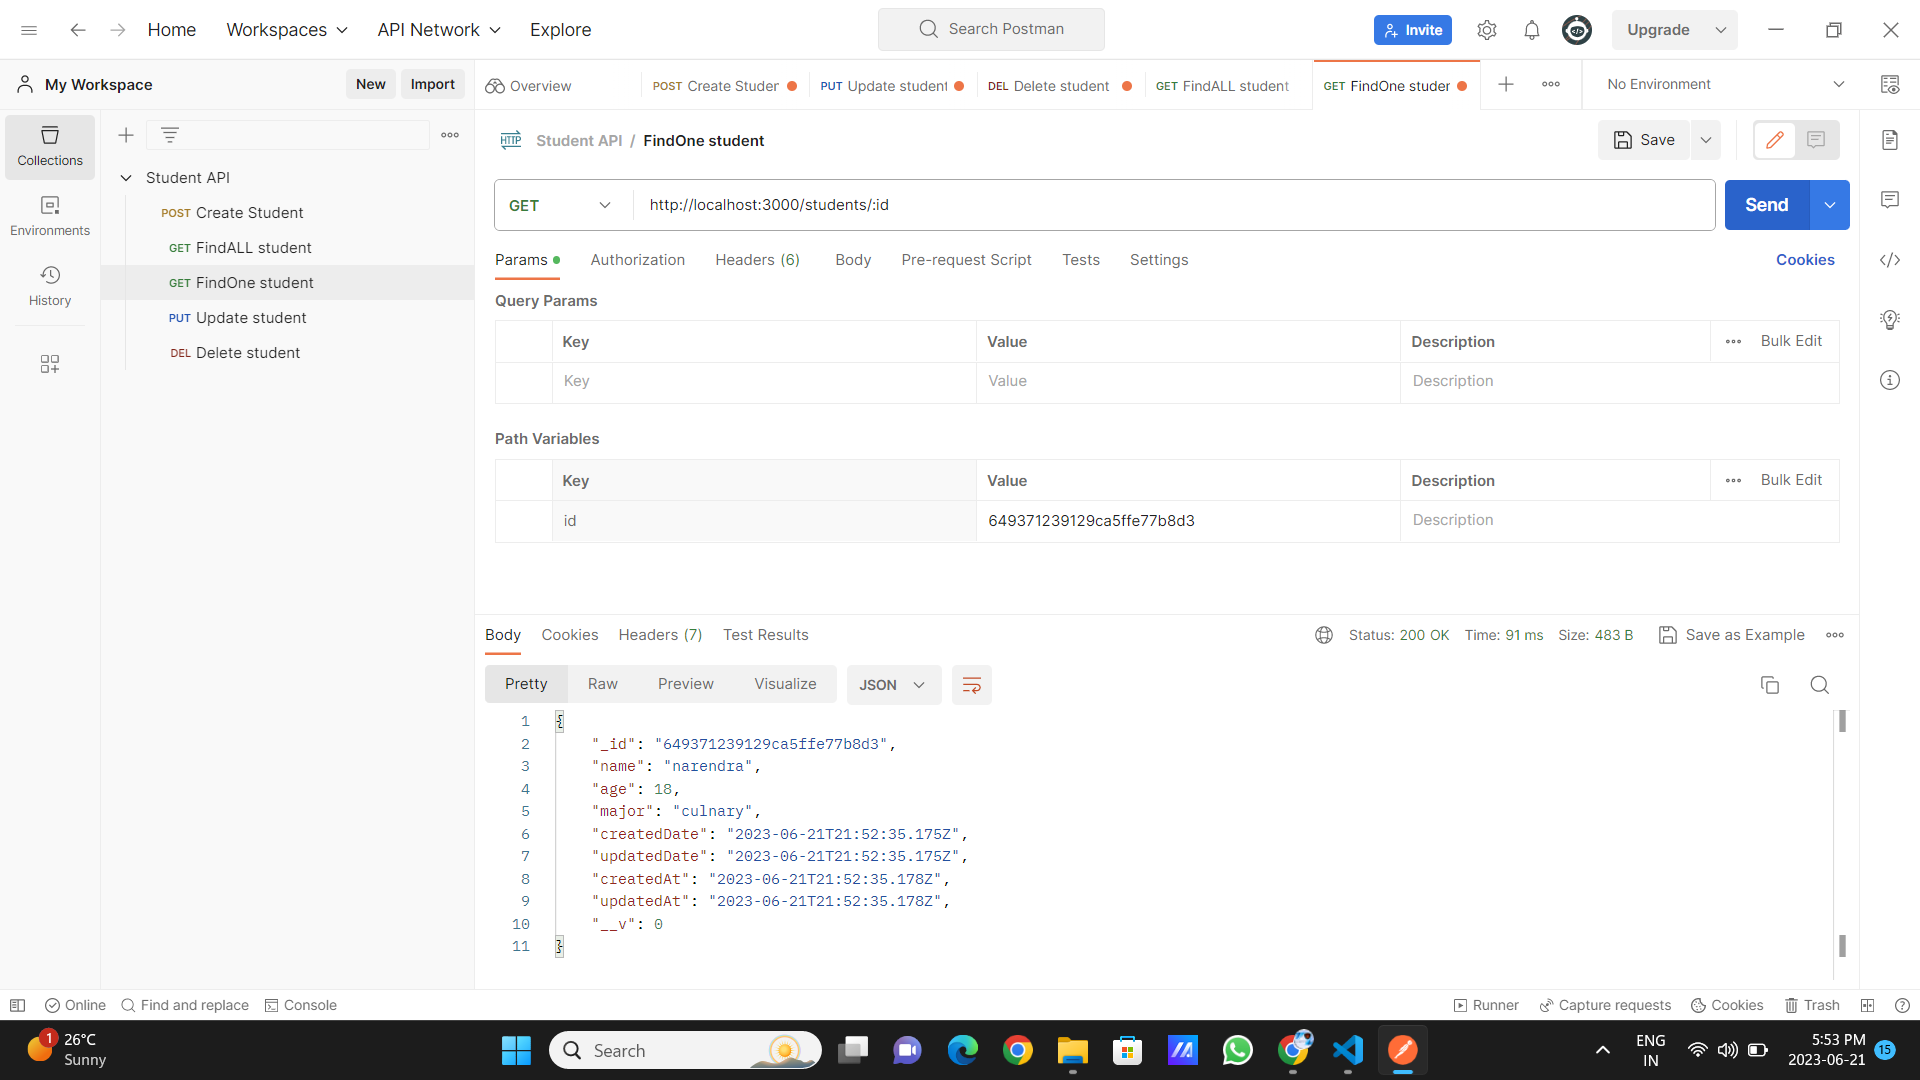 Home Workspaces API Network Explore Search Postman Invite Upgrade
My Workspace New Import Overview POST Create Studen PUT Update student DEL Delete student GET FindALL student GET FindOne studen No Environment
Collections
Environments
History
Student API
POST Create Student
GET FindALL student
GET FindOne student
PUT Update student
DEL Delete student
HTTP Student API / FindOne student Save
GET http://localhost:3000/students/:id Send
Params Authorization Headers (6) Body Pre-request Script Tests Settings Cookies
Query Params
Key Value Description Bulk Edit
Key Value Description
Path Variables
Key Value Description Bulk Edit
id 649371239129ca5ffe77b8d3 Description
Body Cookies Headers (7) Test Results Status: 200 OK Time: 91 ms Size: 483 B Save as Example
Pretty Raw Preview Visualize JSON
1 {
2 "_id": "649371239129ca5ffe77b8d3",
3 "name": "narendra",
4 "age": 18,
5 "major": "culnary",
6 "createdDate": "2023-06-21T21:52:35.175Z",
7 "updatedDate": "2023-06-21T21:52:35.175Z",
8 "createdAt": "2023-06-21T21:52:35.178Z",
9 "updatedAt": "2023-06-21T21:52:35.178Z",
10 "__v": 0
11 }
Online Find and replace Console Runner Capture requests Cookies Trash
1 26°C
Sunny
Search
ENG
IN
5:53 PM
2023-06-21
15